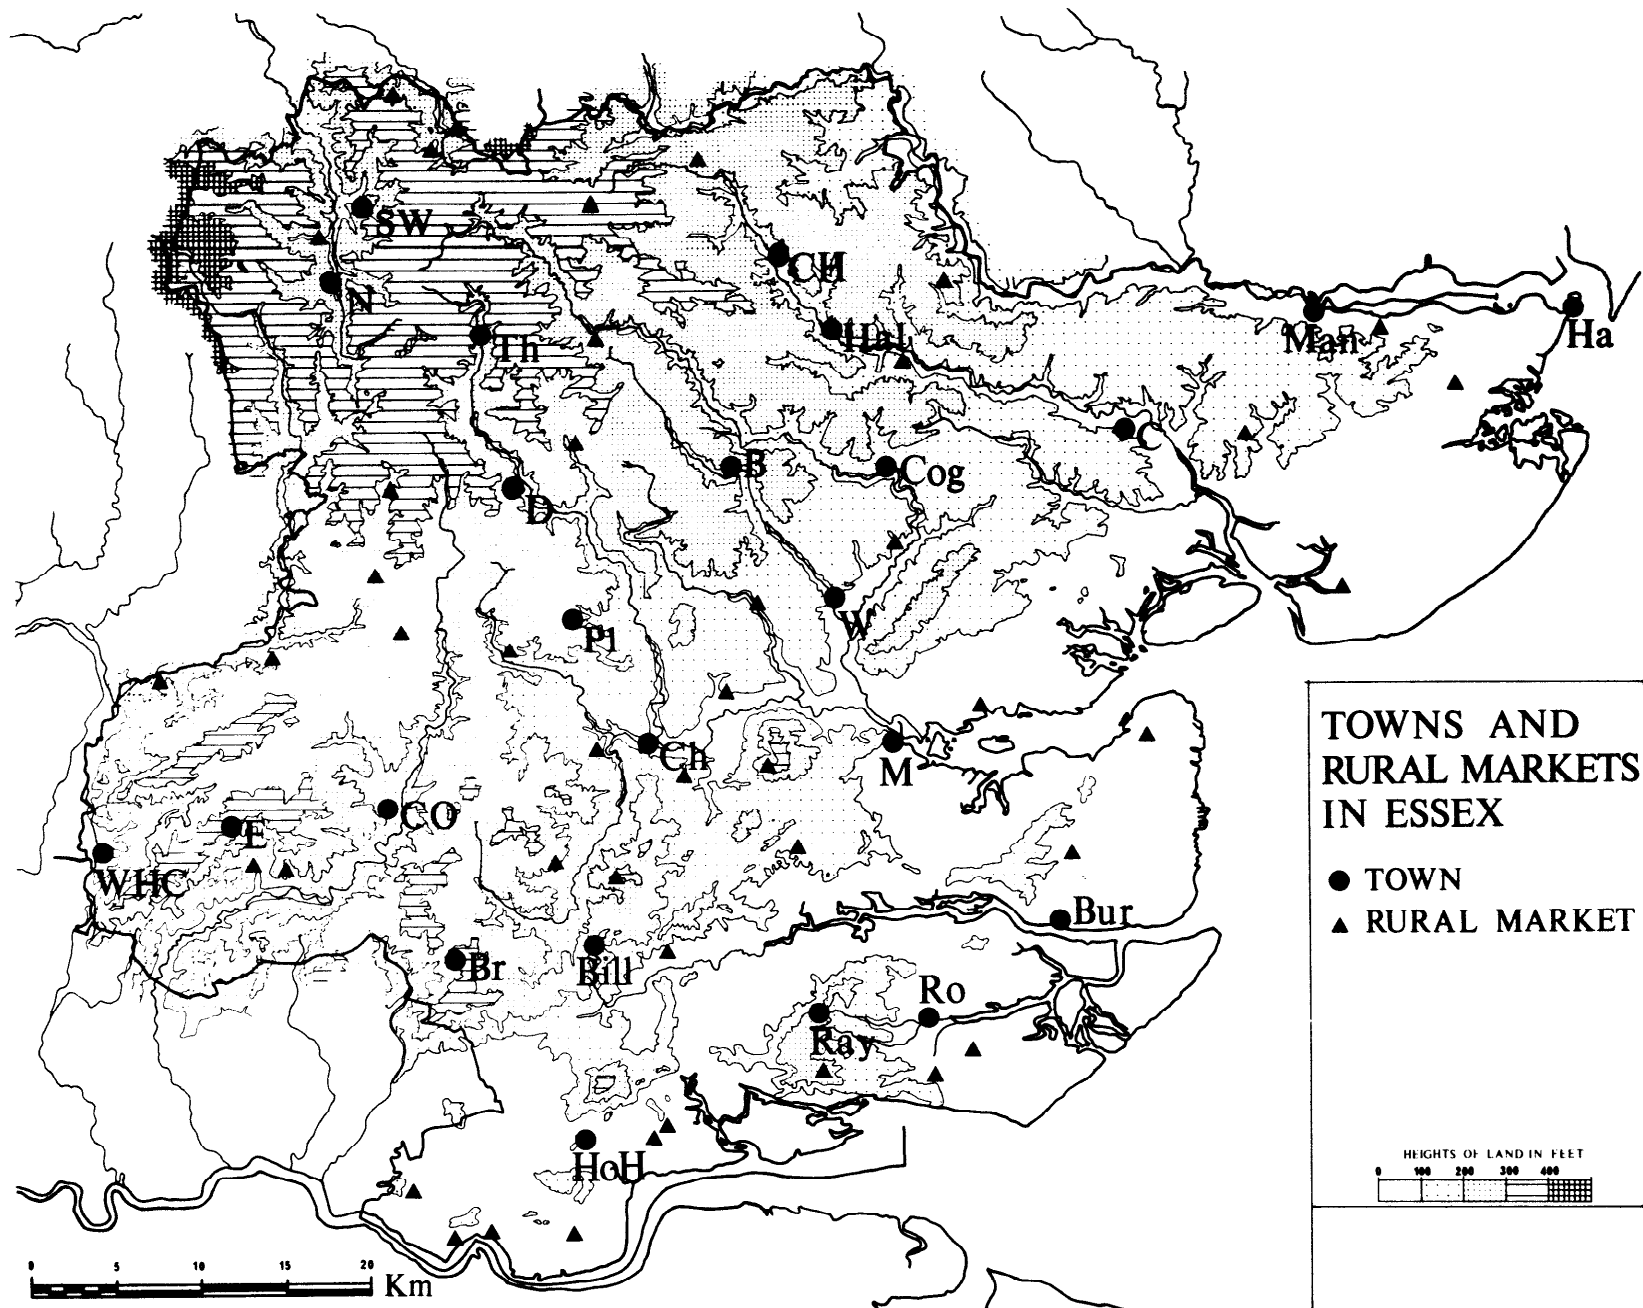 SW
CH
N
Th
Hal
Man
Ha
B
C
Cog
D
W
Pl
Ch
M
CO
E
WHC
Bur
Br
Bill
Ro
Ray
HoH
TOWNS AND
RURAL MARKETS
IN ESSEX
TOWN
RURAL MARKET
HEIGHTS OF LAND IN FEET
0 100 200 300 400
0 5 10 15 20
Km